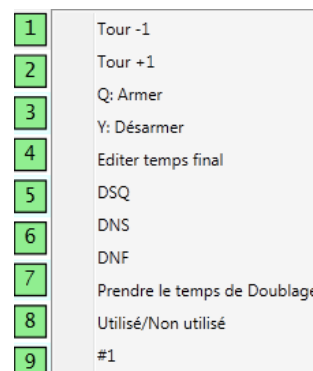 1 Tour -1
2 Tour +1
3 Q: Armer
Y: Désarmer
4 Editer temps final
5 DSQ
6 DNS
DNF
7 Prendre le temps de Doublage
8 Utilisé/Non utilisé
9 #1